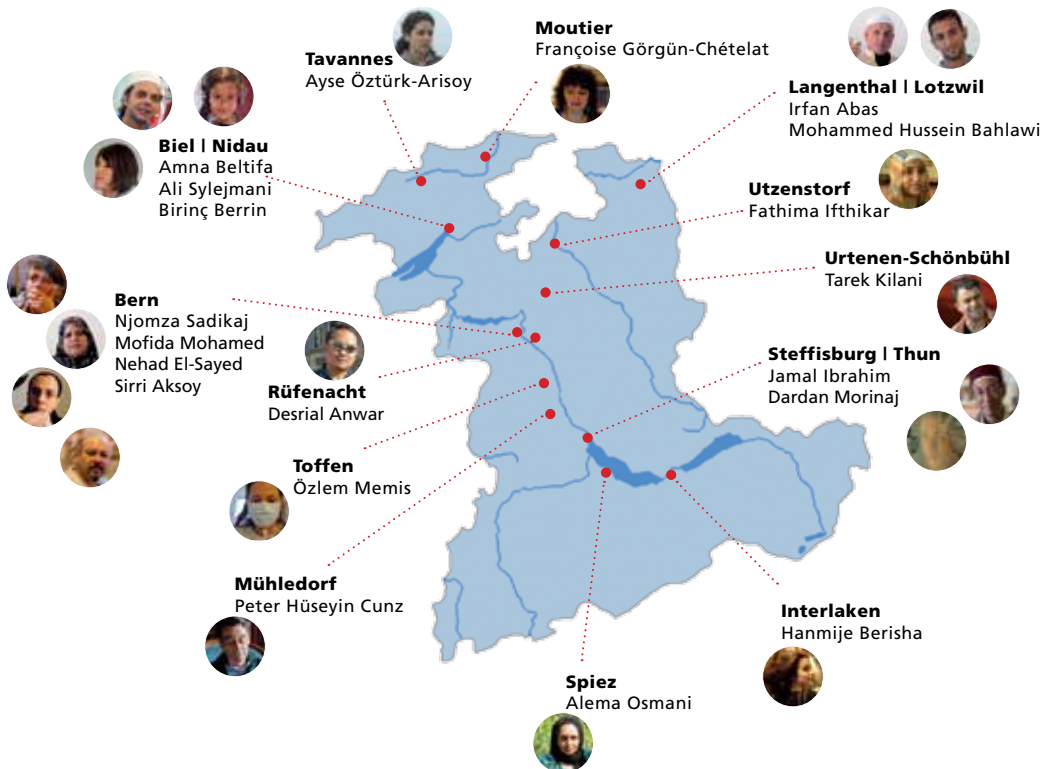 Moutier
Françoise Görgün-Chételat
Tavannes
Ayse Öztürk-Arisoy
Langenthal | Lotzwil
Irfan Abas
Mohammed Hussein Bahlawi
Biel | Nidau
Amna Beltifa
Ali Sylejmani
Birinç Berrin
Utzenstorf
Fathima Ifthikar
Urtenen-Schönbühl
Tarek Kilani
Bern
Njomza Sadikaj
Mofida Mohamed
Nehad El-Sayed
Sirri Aksoy
Rüfenacht
Desrial Anwar
Steffisburg | Thun
Jamal Ibrahim
Dardan Morinaj
Toffen
Özlem Memis
Mühledorf
Peter Hüseyin Cunz
Interlaken
Hanmije Berisha
Spiez
Alema Osmani